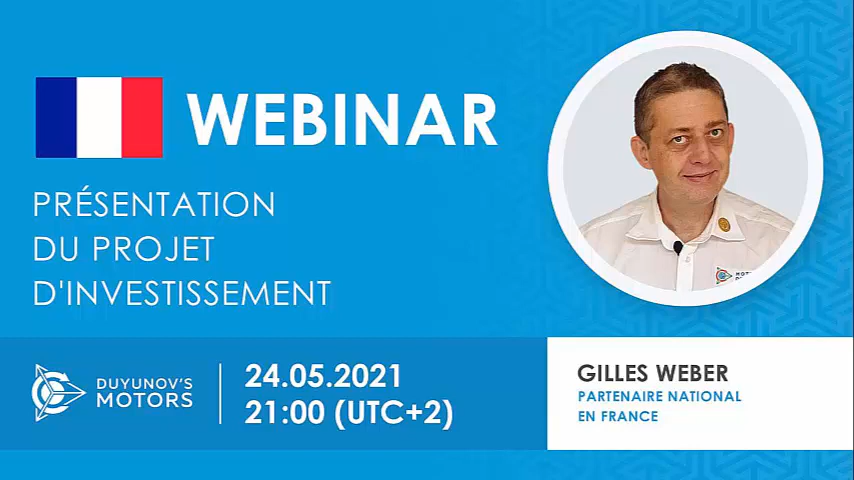 WEBINAR
PRÉSENTATION
DU PROJET
D'INVESTISSEMENT
DUYUNOV'S
MOTORS
24.05.2021
21:00 (UTC+2)
GILLES WEBER
PARTENAIRE NATIONAL
EN FRANCE